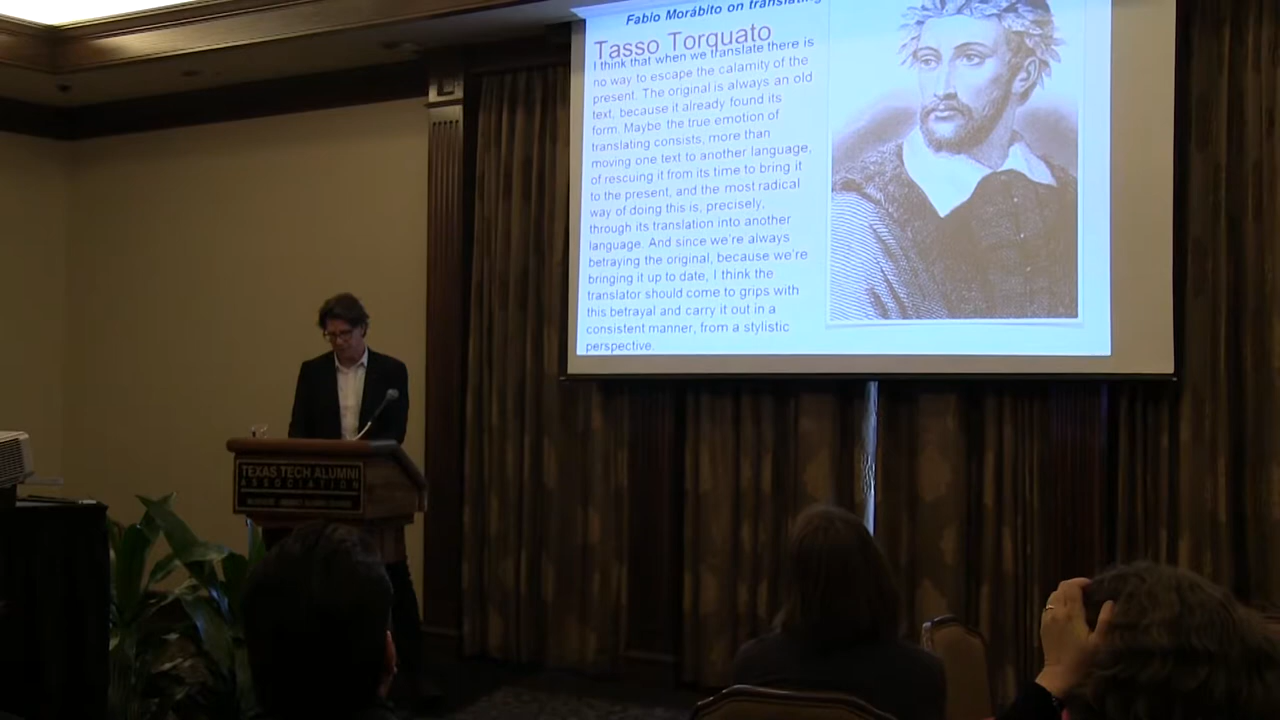 Fabio Morábito on translating
Tasso Torquato
I think that when we translate there is
no way to escape the calamity of the
present. The original is always an old
text, because it already found its
form. Maybe the true emotion of
translating consists, more than
moving one text to another language,
of rescuing it from its time to bring it
to the present, and the most radical
way of doing this is, precisely,
through its translation into another
language. And since we're always
betraying the original, because we're
bringing it up to date, I think the
translator should come to grips with
this betrayal and carry it out in a
consistent manner, from a stylistic
perspective.
TEXAS TECH ALUMNI
ASSOCIATION